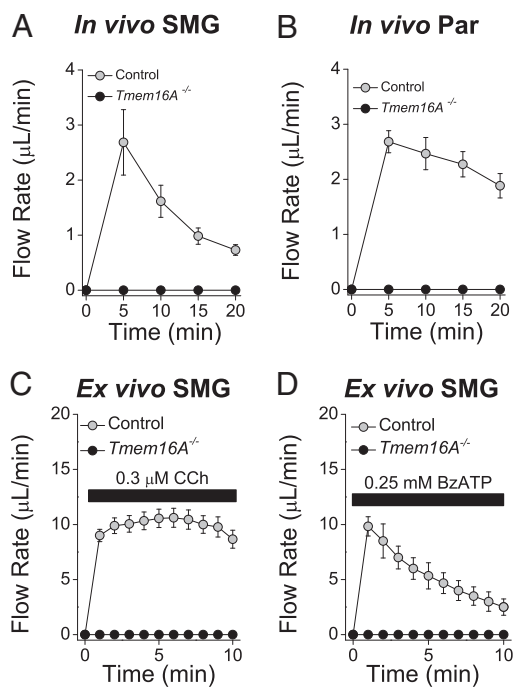 A In vivo SMG
Control
Tmem16A -/-
Flow Rate (μL/min)
4
3
2
1
0
0 5 10 15 20
Time (min)
B In vivo Par
Control
Tmem16A -/-
Flow Rate (μL/min)
4
3
2
1
0
0 5 10 15 20
Time (min)
C Ex vivo SMG
Control
Tmem16A-/-
0.3 μM CCh
Flow Rate (μL/min)
20
15
10
5
0
0 5 10
Time (min)
D Ex vivo SMG
Control
Tmem16A-/-
0.25 mM BzATP
Flow Rate (μL/min)
20
15
10
5
0
0 5 10
Time (min)